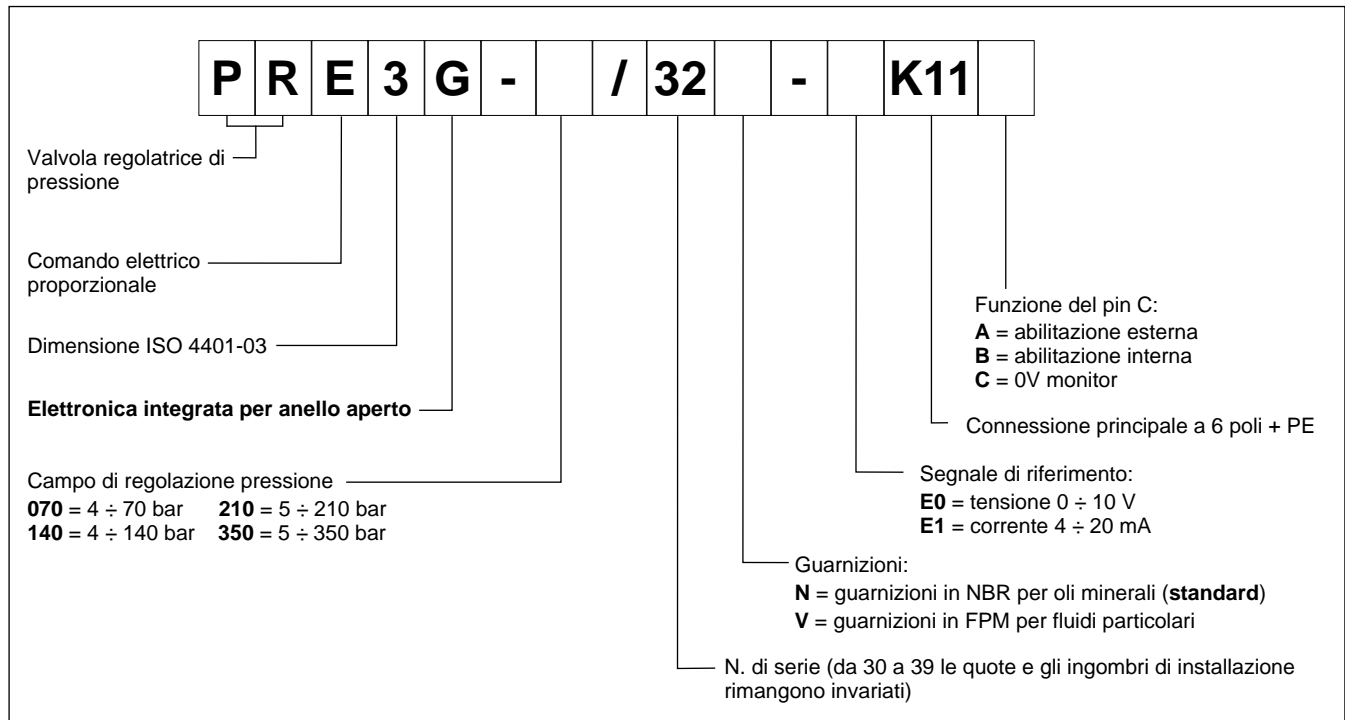 PRE3G- /32 - K11
Valvola regolatrice di
pressione
Comando elettrico
proporzionale
Dimensione ISO 4401-03
Elettronica integrata per anello aperto
Campo di regolazione pressione
070 = 4 ÷ 70 bar 210 = 5 ÷ 210 bar
140 = 4 ÷ 140 bar 350 = 5 ÷ 350 bar
Funzione del pin C:
A = abilitazione esterna
B = abilitazione interna
C = 0V monitor
Connessione principale a 6 poli + PE
Segnale di riferimento:
E0 = tensione 0 ÷ 10 V
E1 = corrente 4 ÷ 20 mA
Guarnizioni:
N = guarnizioni in NBR per oli minerali (standard)
V = guarnizioni in FPM per fluidi particolari
N. di serie (da 30 a 39 le quote e gli ingombri di installazione
rimangono invariati)